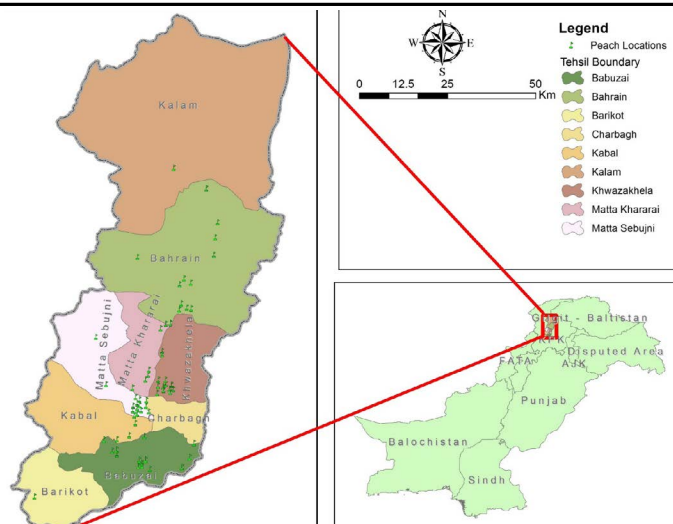 Kalam
Bahrain
Matta Sebujni
Matta Khararai
Khwazakhela
Kabal
Charbagh
Babuzai
Barikot
N
W E
S
0 12.5 25 50
Km
Legend
Peach Locations
Tehsil Boundary
Babuzai
Bahrain
Barikot
Charbagh
Kabal
Kalam
Khwazakhela
Matta Khararai
Matta Sebujni
Gilgit - Baltistan
KPK
FATA
Disputed Area
AJK
Punjab
Balochistan
Sindh